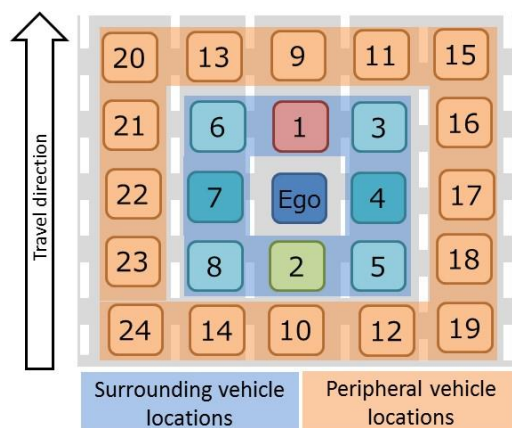 20 13 9 11 15
21 6 1 3 16
22 7 Ego 4 17
23 8 2 5 18
24 14 10 12 19
Travel direction
Surrounding vehicle
locations
Peripheral vehicle
locations